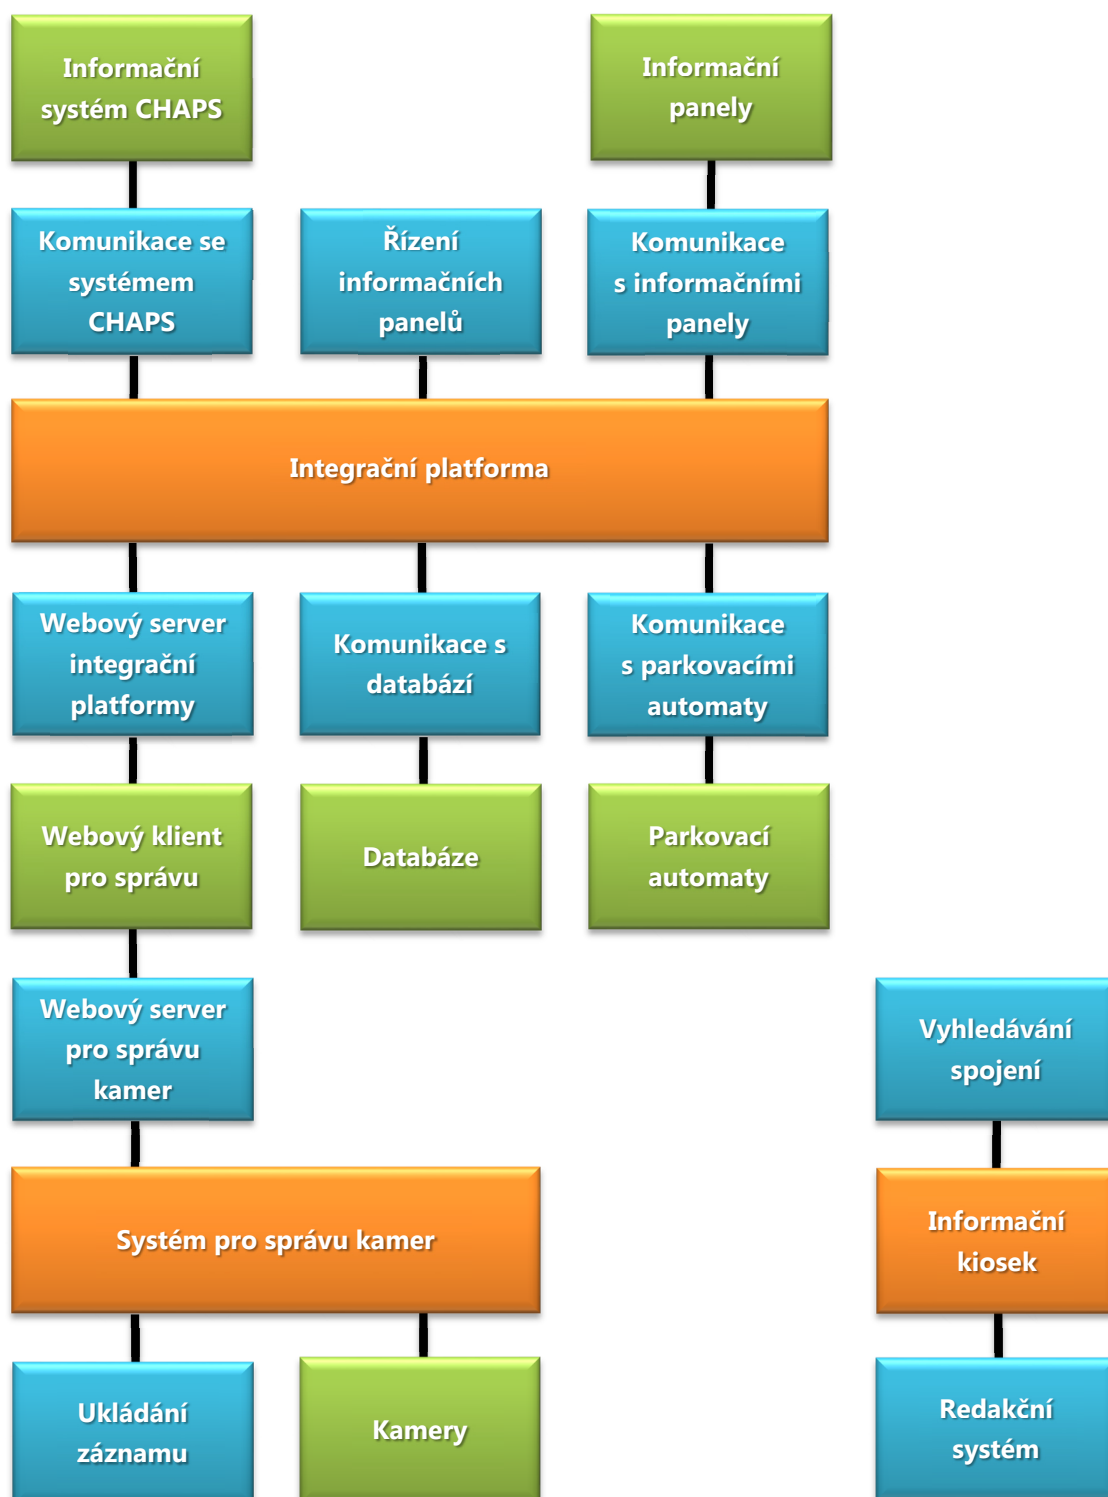 Informační
systém CHAPS
Informační
panely
Komunikace se
systémem
CHAPS
Řízení
informačních
panelů
Komunikace
s informačními
panely
Integrační platforma
Webový server
integrační
platformy
Komunikace s
databází
Komunikace
s parkovacími
automaty
Webový klient
pro správu
Databáze
Parkovací
automaty
Webový server
pro správu
kamer
Vyhledávání
spojení
Systém pro správu kamer
Informační
kiosek
Ukládání
záznamu
Kamery
Redakční
systém